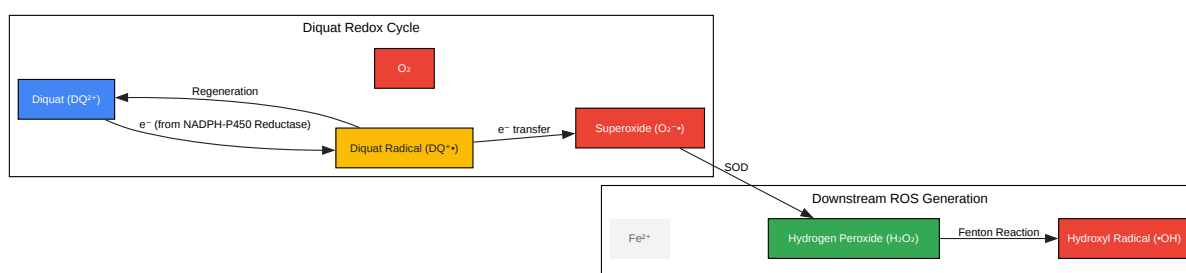 Diquat Redox Cycle
O₂
Regeneration
Diquat (DQ²⁺)
e⁻ (from NADPH-P450 Reductase)
Diquat Radical (DQ⁺•)
e⁻ transfer
Superoxide (O₂⁻•)
SOD
Downstream ROS Generation
Fe²⁺
Hydrogen Peroxide (H₂O₂)
Fenton Reaction
Hydroxyl Radical (•OH)